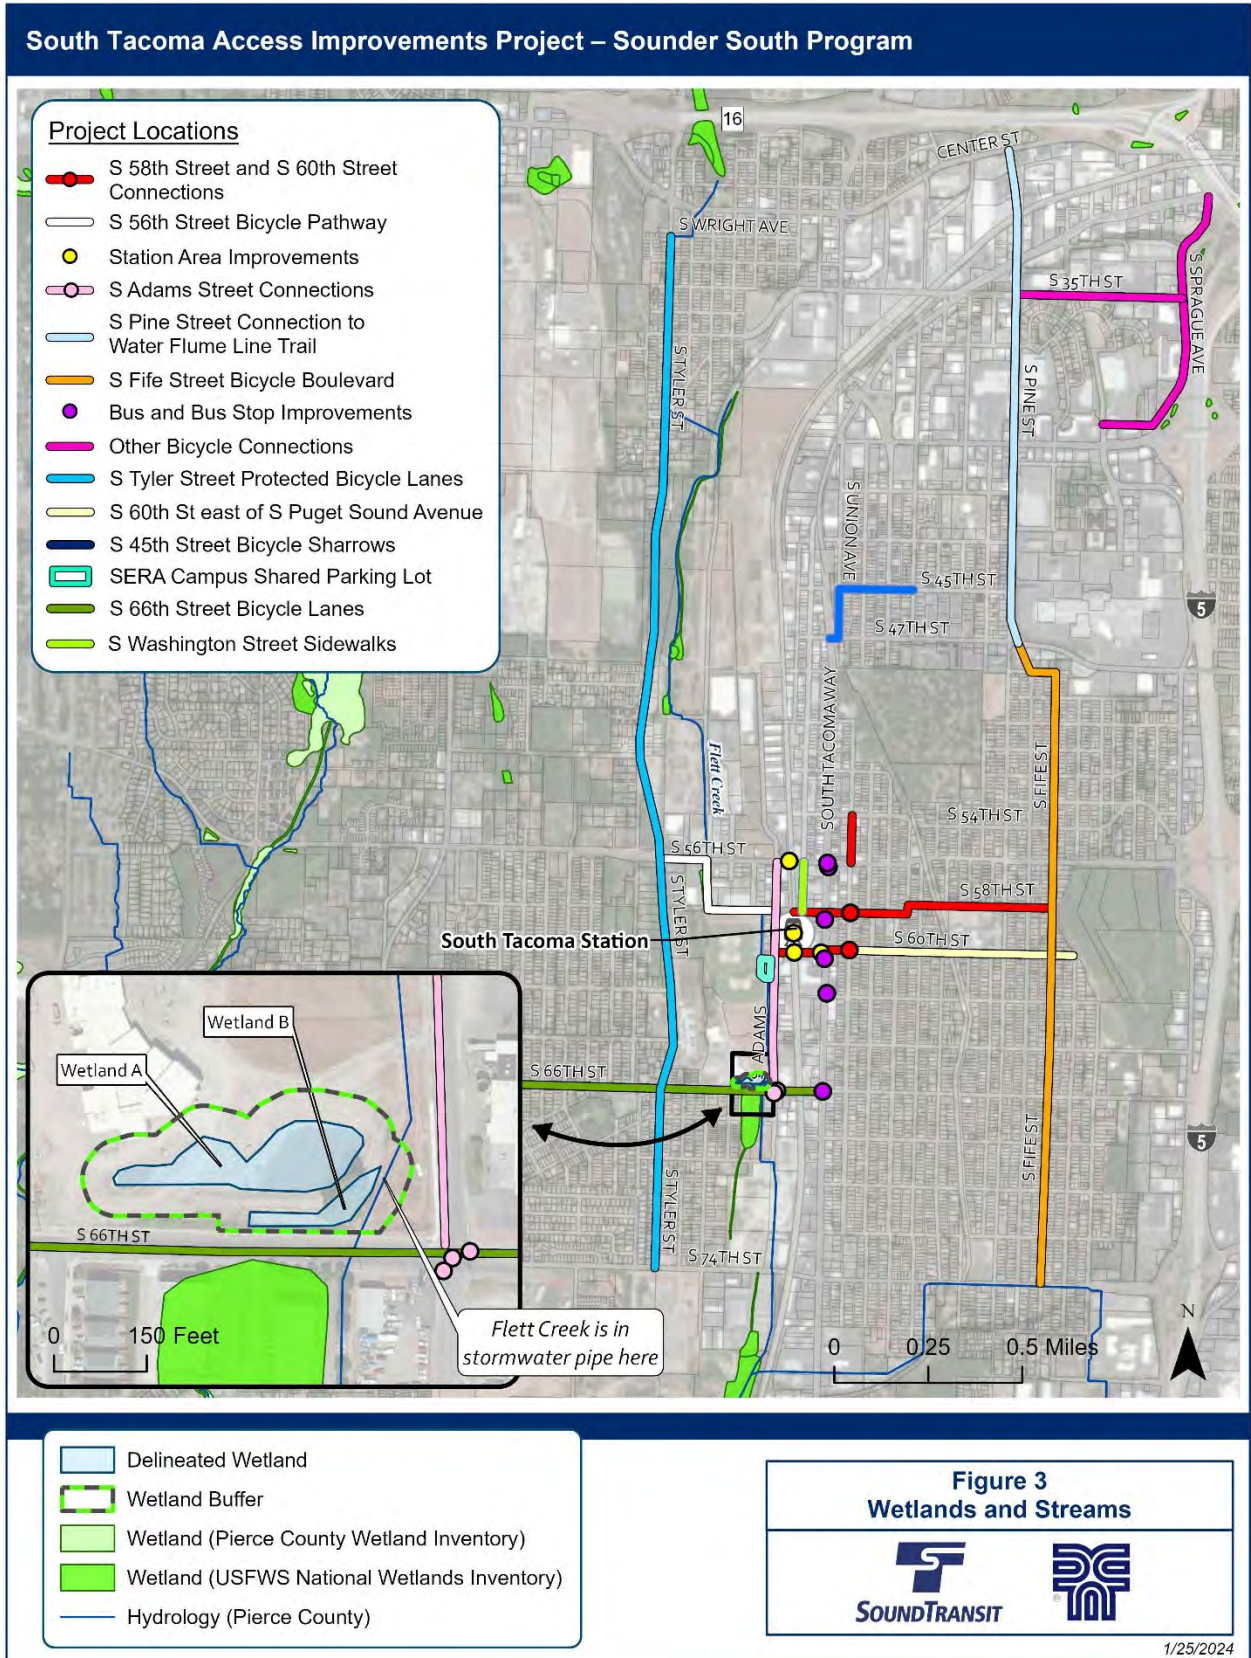 South Tacoma Access Improvements Project – Sounder South Program
Project Locations
S 58th Street and S 60th Street
Connections
S 56th Street Bicycle Pathway
Station Area Improvements
S Adams Street Connections
S Pine Street Connection to
Water Flume Line Trail
S Fife Street Bicycle Boulevard
Bus and Bus Stop Improvements
Other Bicycle Connections
S Tyler Street Protected Bicycle Lanes
S 60th St east of S Puget Sound Avenue
S 45th Street Bicycle Sharrows
SERA Campus Shared Parking Lot
S 66th Street Bicycle Lanes
S Washington Street Sidewalks
16
CENTER ST
S WRIGHT AVE
S 35TH ST
S SPRAGUE AVE
S TYLER ST
S PINE ST
S UNION AVE
S 45TH ST
5
S 47TH ST
SOUTH TACOMA WAY
Flett Creek
S FIFE ST
S 54TH ST
S 56TH ST
S 58TH ST
S TYLER ST
South Tacoma Station
S 60TH ST
S ADAMS
S 66TH ST
5
S FIFE ST
S TYLER ST
S 74TH ST
Wetland B
Wetland A
S 66TH ST
0 150 Feet
Flett Creek is in
stormwater pipe here
0 0.25 0.5 Miles
N
Delineated Wetland
Wetland Buffer
Wetland (Pierce County Wetland Inventory)
Wetland (USFWS National Wetlands Inventory)
Hydrology (Pierce County)
Figure 3
Wetlands and Streams
SOUNDTRANSIT
®
1/25/2024